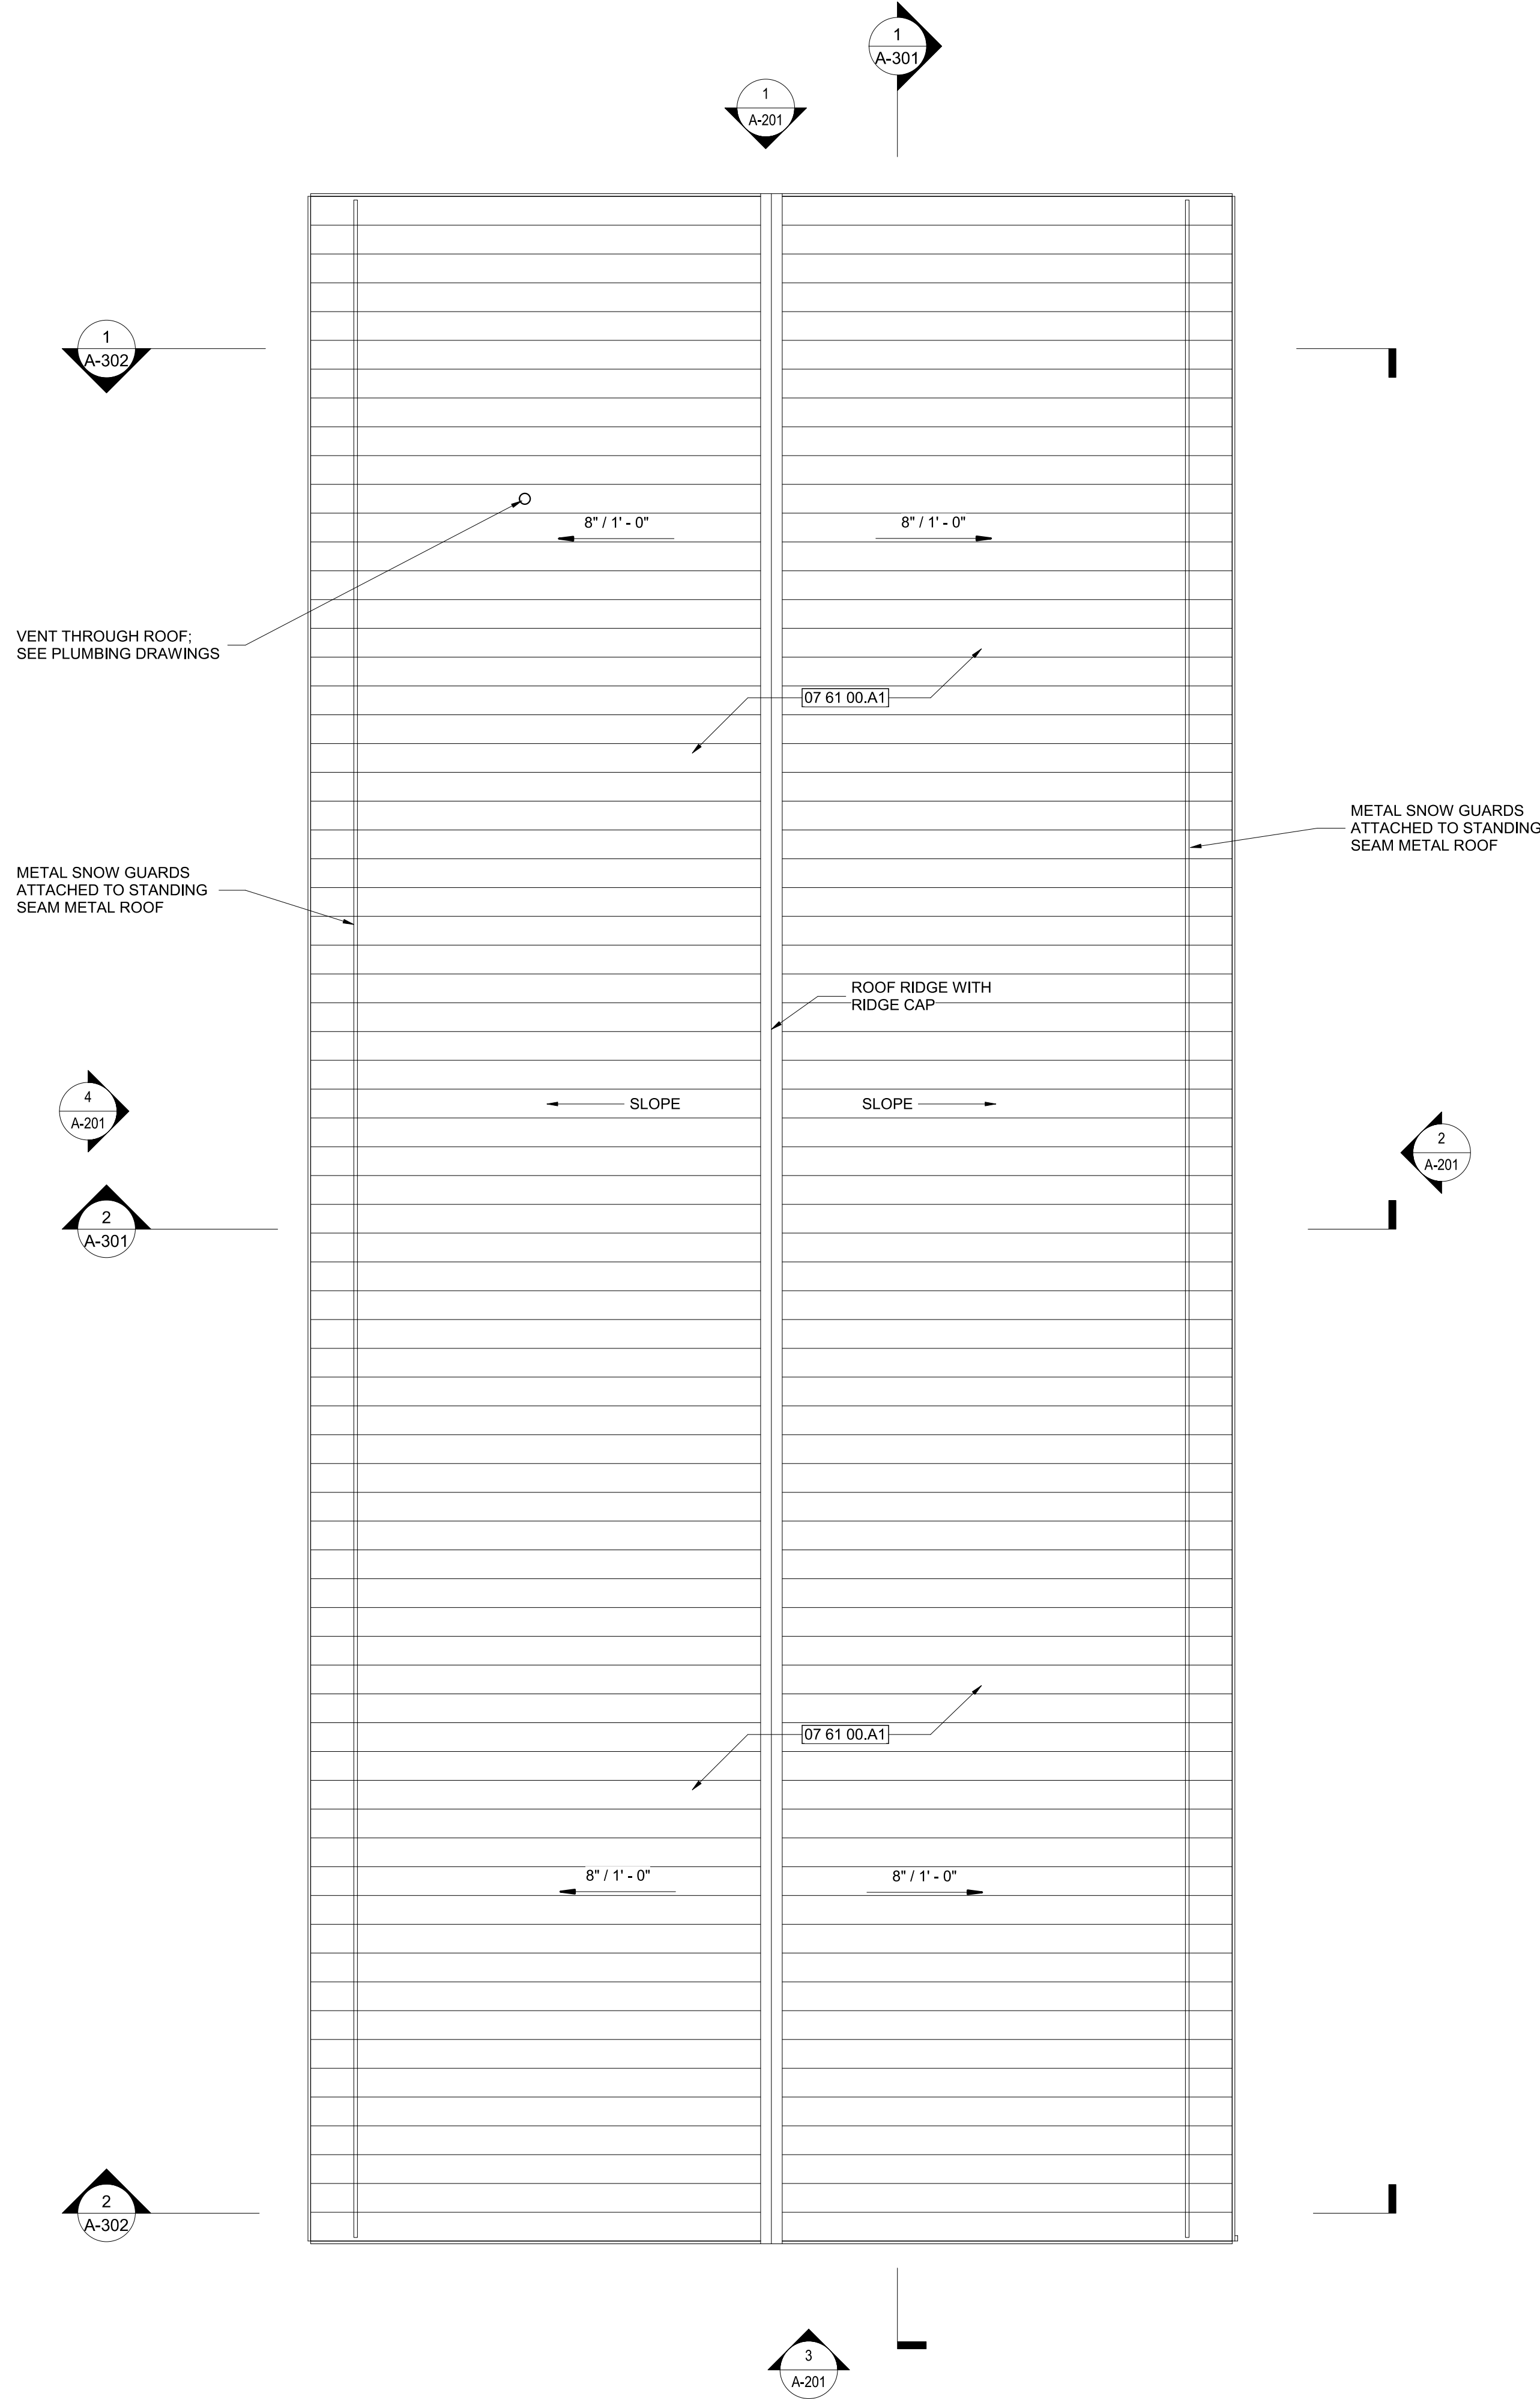 1
A-301
1
A-201
1
A-302
8" / 1' - 0"
8" / 1' - 0"
VENT THROUGH ROOF;
SEE PLUMBING DRAWINGS
07 61 00.A1
METAL SNOW GUARDS
ATTACHED TO STANDING
SEAM METAL ROOF
METAL SNOW GUARDS
ATTACHED TO STANDING
SEAM METAL ROOF
ROOF RIDGE WITH
RIDGE CAP
4
A-201
SLOPE
SLOPE
2
A-201
2
A-301
07 61 00.A1
8" / 1' - 0"
8" / 1' - 0"
2
A-302
3
A-201